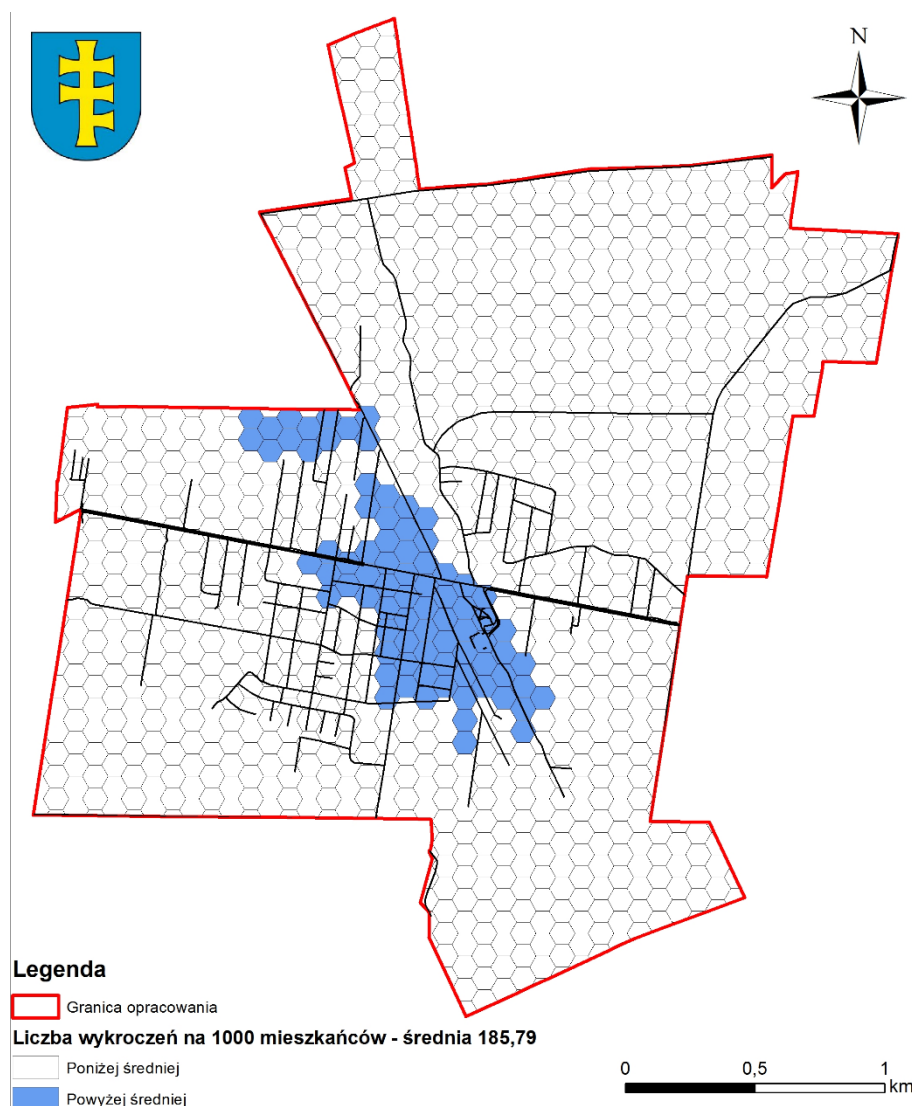 N
Legenda
Granica opracowania
Liczba wykroczeń na 1000 mieszkańców - średnia 185,79
Poniżej średniej
Powyżej średniej
0 0,5 1
km